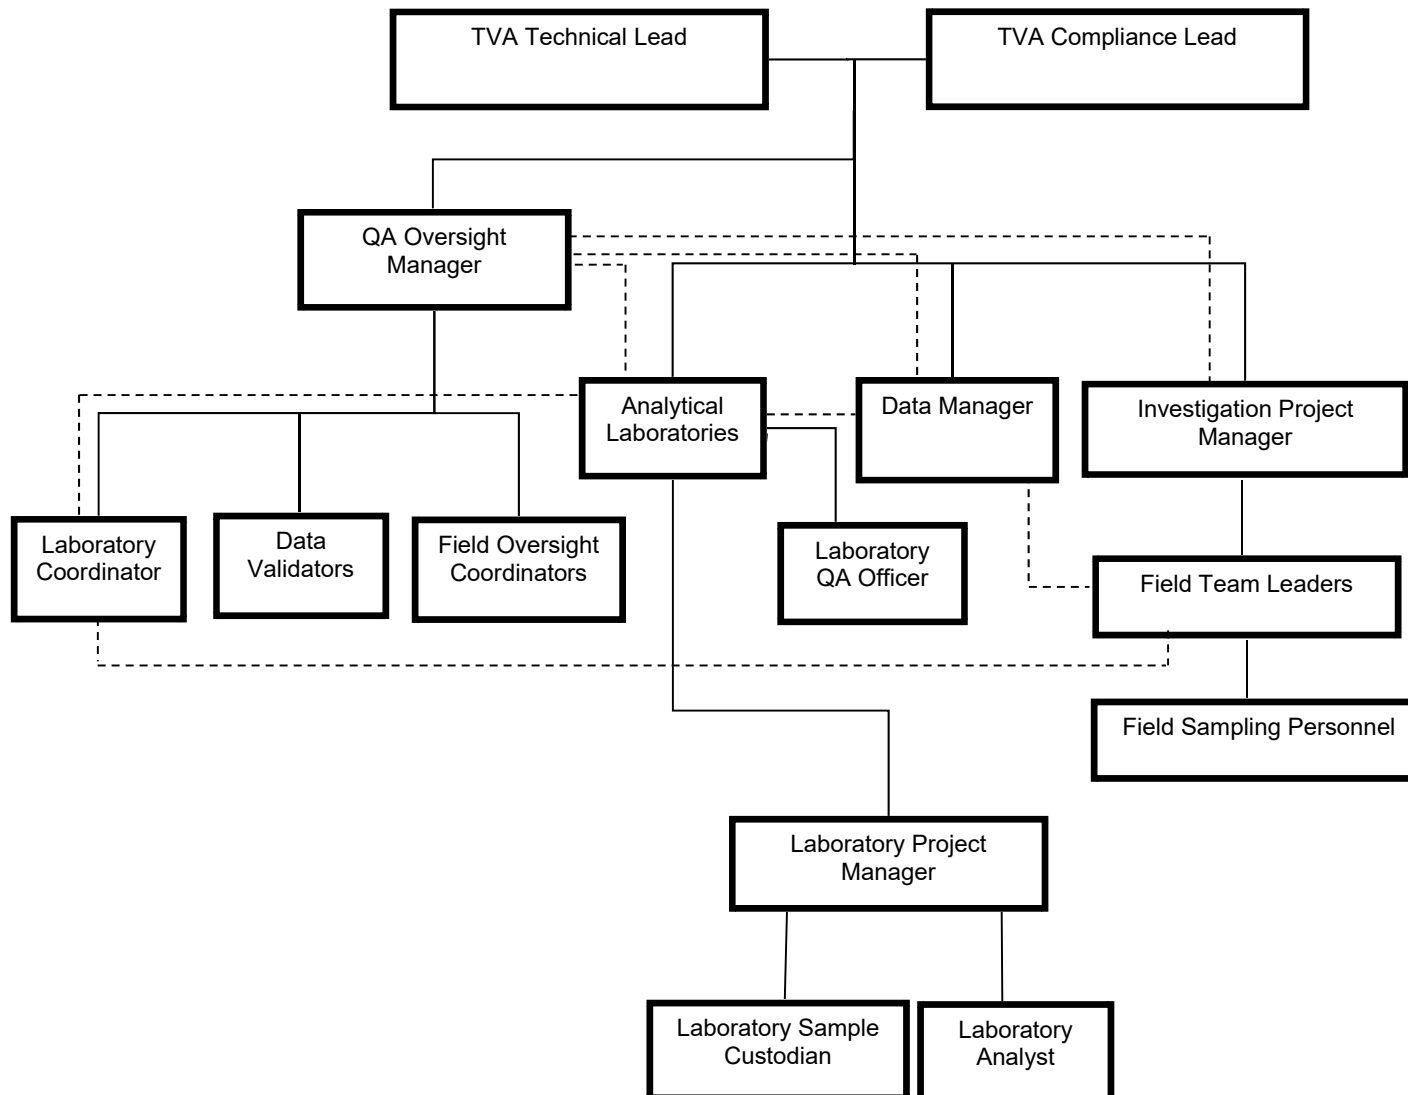 TVA Technical Lead
TVA Compliance Lead
QA Oversight
Manager
Analytical
Laboratories
Data Manager
Investigation Project
Manager
Laboratory
Coordinator
Data
Validators
Field Oversight
Coordinators
Laboratory
QA Officer
Field Team Leaders
Field Sampling Personnel
Laboratory Project
Manager
Laboratory Sample
Custodian
Laboratory
Analyst